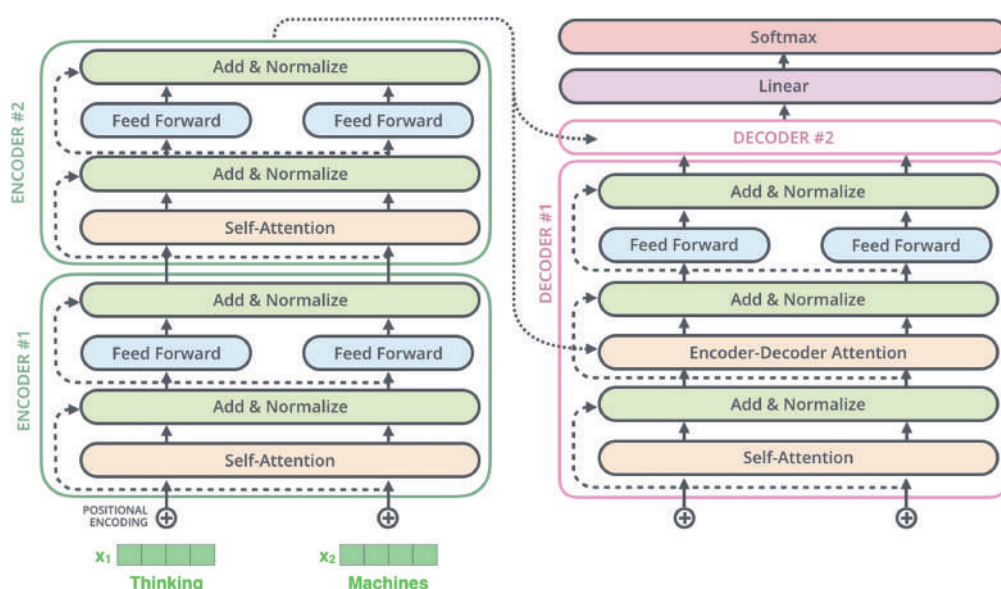 ENCODER #2
Add & Normalize
Feed Forward Feed Forward
Add & Normalize
Self-Attention
ENCODER #1
Add & Normalize
Feed Forward Feed Forward
Add & Normalize
Self-Attention
POSITIONAL
ENCODING
x₁ x₂
Thinking Machines
Softmax
Linear
DECODER #2
DECODER #1
Add & Normalize
Feed Forward Feed Forward
Add & Normalize
Encoder-Decoder Attention
Add & Normalize
Self-Attention